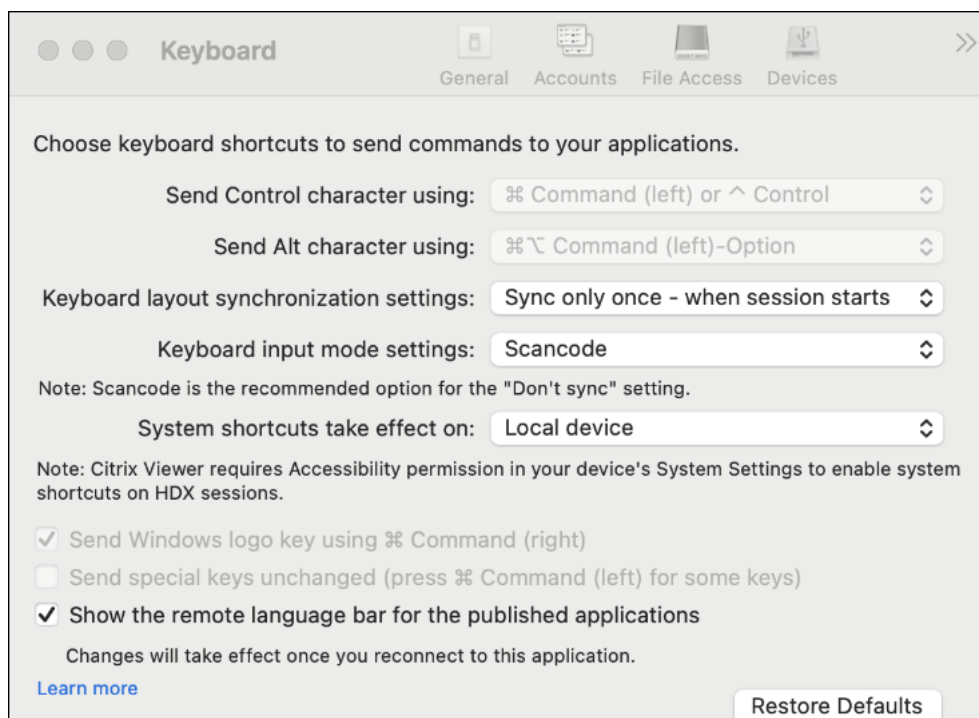 Keyboard
General
Accounts
File Access
Devices
Choose keyboard shortcuts to send commands to your applications.
Send Control character using: ⌘ Command (left) or ^ Control
Send Alt character using: ⌘⌥ Command (left)-Option
Keyboard layout synchronization settings: Sync only once - when session starts
Keyboard input mode settings: Scancode
Note: Scancode is the recommended option for the "Don't sync" setting.
System shortcuts take effect on: Local device
Note: Citrix Viewer requires Accessibility permission in your device's System Settings to enable system
shortcuts on HDX sessions.
Send Windows logo key using ⌘ Command (right)
Send special keys unchanged (press ⌘ Command (left) for some keys)
Show the remote language bar for the published applications
Changes will take effect once you reconnect to this application.
Learn more
Restore Defaults